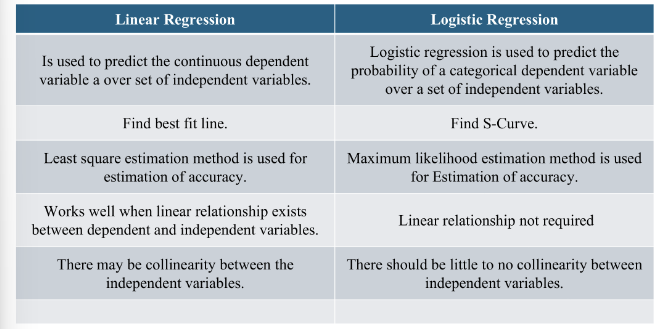 Linear Regression
Logistic Regression
Is used to predict the continuous dependent
variable a over set of independent variables.
Logistic regression is used to predict the
probability of a categorical dependent variable
over a set of independent variables.
Find best fit line.
Find S-Curve.
Least square estimation method is used for
estimation of accuracy.
Maximum likelihood estimation method is used
for Estimation of accuracy.
Works well when linear relationship exists
between dependent and independent variables.
Linear relationship not required
There may be collinearity between the
independent variables.
There should be little to no collinearity between
independent variables.